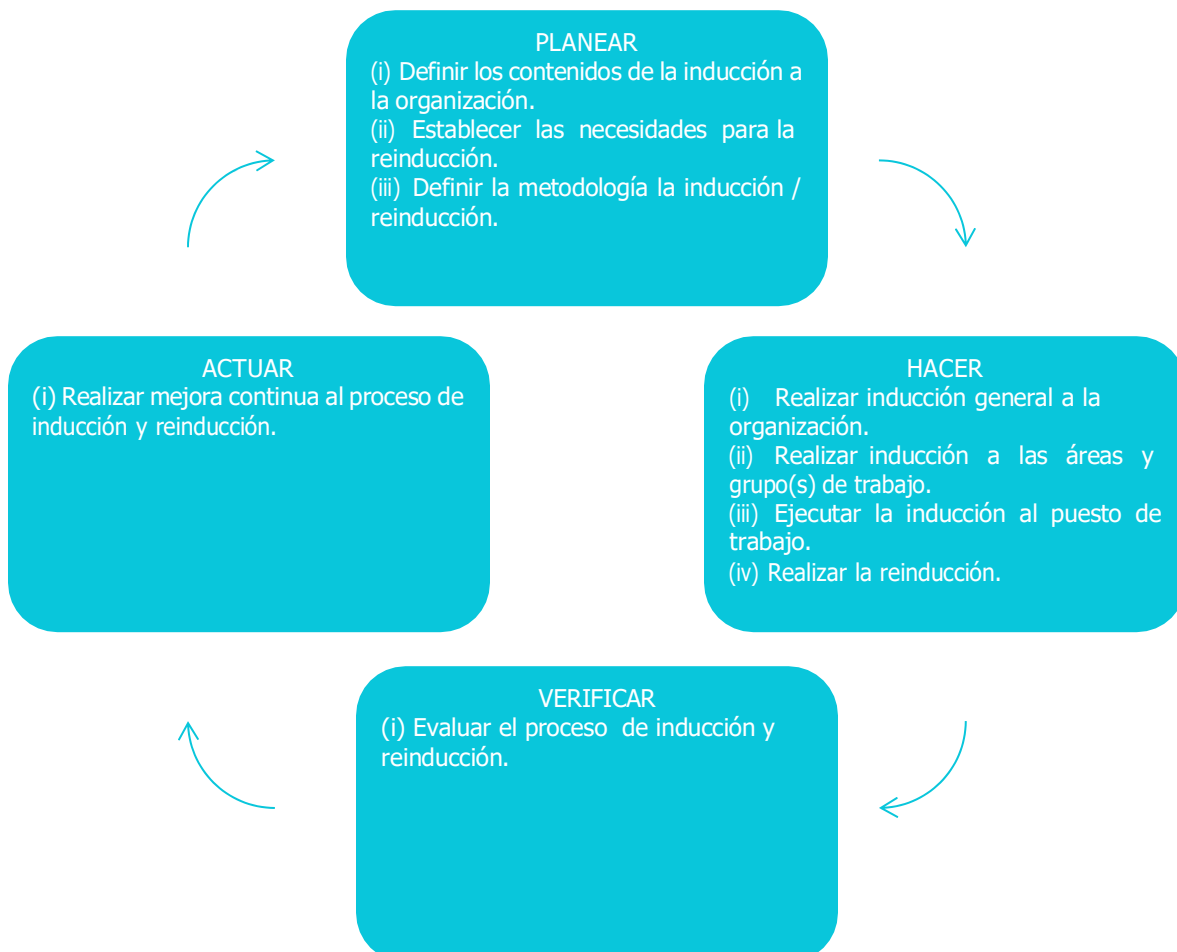 PLANEAR
(i) Definir los contenidos de la inducción a
la organización.
(ii) Establecer las necesidades para la
reinducción.
(iii) Definir la metodología la inducción /
reinducción.
ACTUAR
(i) Realizar mejora continua al proceso de
inducción y reinducción.
HACER
(i) Realizar inducción general a la
organización.
(ii) Realizar inducción a las áreas y
grupo(s) de trabajo.
(iii) Ejecutar la inducción al puesto de
trabajo.
(iv) Realizar la reinducción.
VERIFICAR
(i) Evaluar el proceso de inducción y
reinducción.